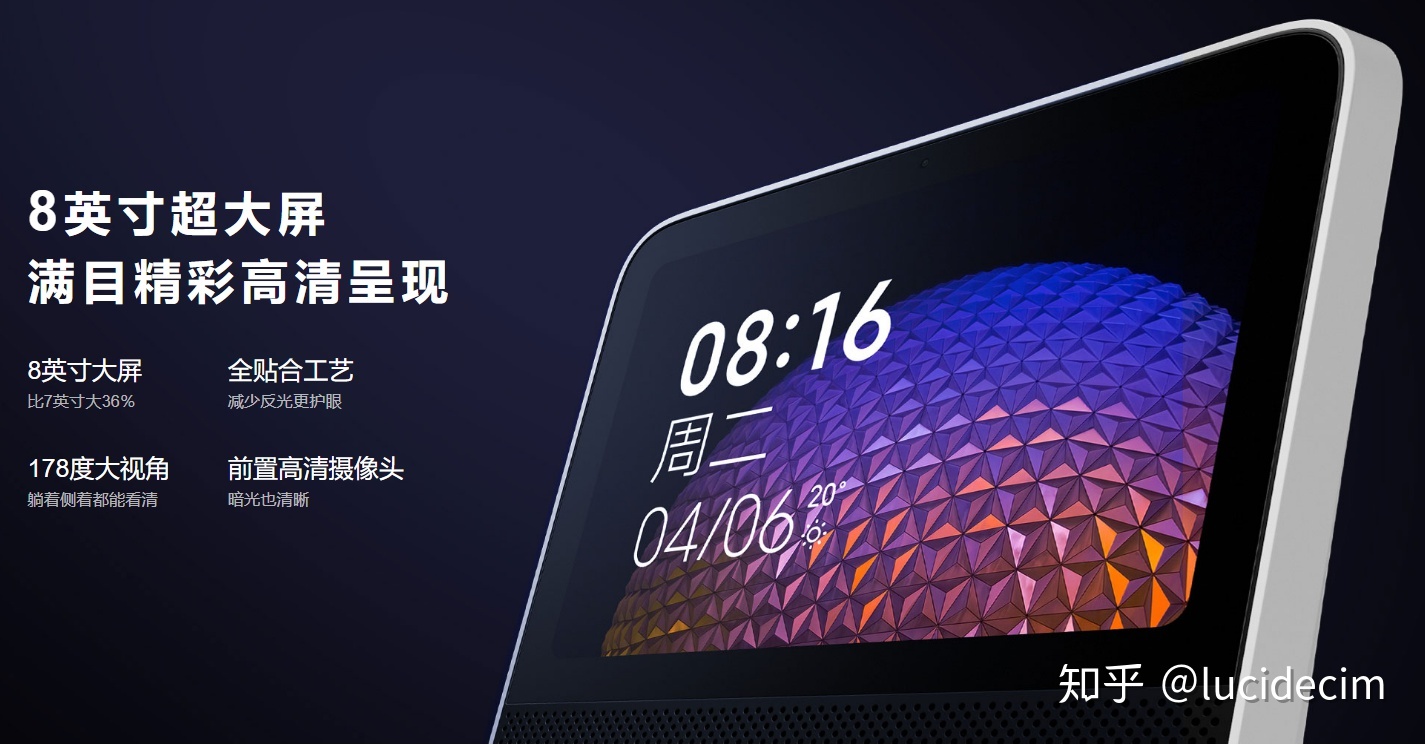 8英寸超大屏
满目精彩高清呈现
8英寸大屏
比7英寸大36%
全贴合工艺
减少反光更护眼
178度大视角
躺着侧着都能看清
前置高清摄像头
暗光也清晰
08:16
周二
04/06
20°
知乎 @lucidecim